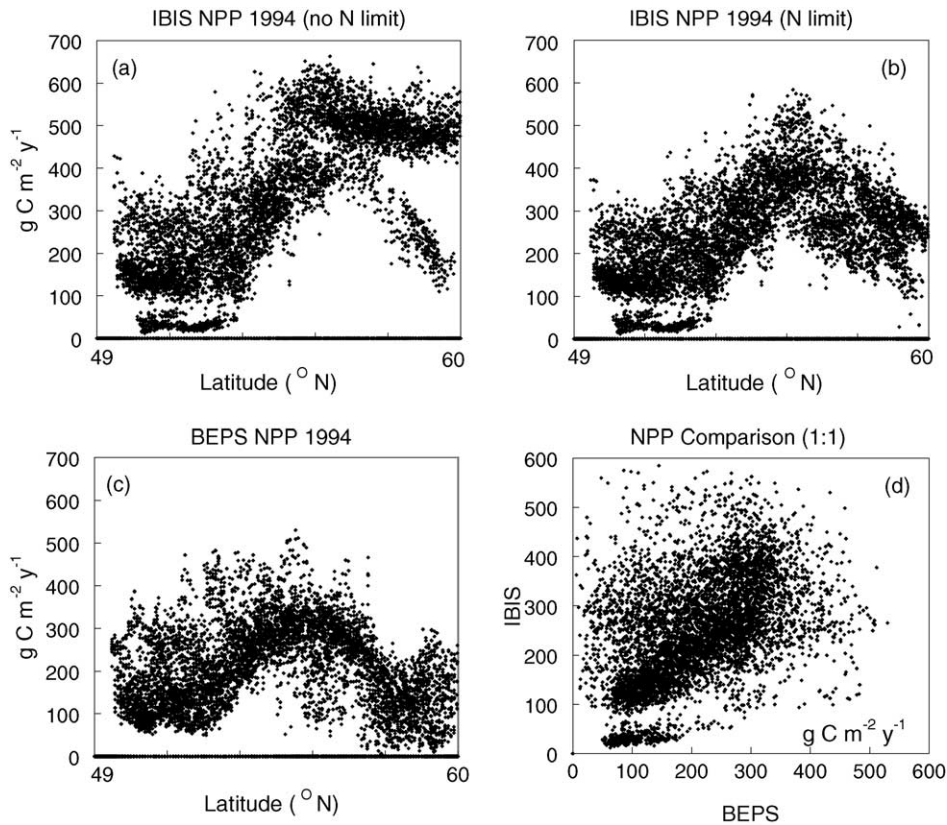 IBIS NPP 1994 (no N limit)
(a)
700
600
500
400
300
200
100
0
g C m⁻² y⁻¹
49
60
Latitude ( °N)
IBIS NPP 1994 (N limit)
(b)
700
600
500
400
300
200
100
0
49
60
Latitude ( °N)
BEPS NPP 1994
(c)
700
600
500
400
300
200
100
0
g C m⁻² y⁻¹
49
60
Latitude ( °N)
NPP Comparison (1:1)
(d)
600
500
400
300
200
100
0
IBIS
g C m⁻² y⁻¹
0 100 200 300 400 500 600
BEPS